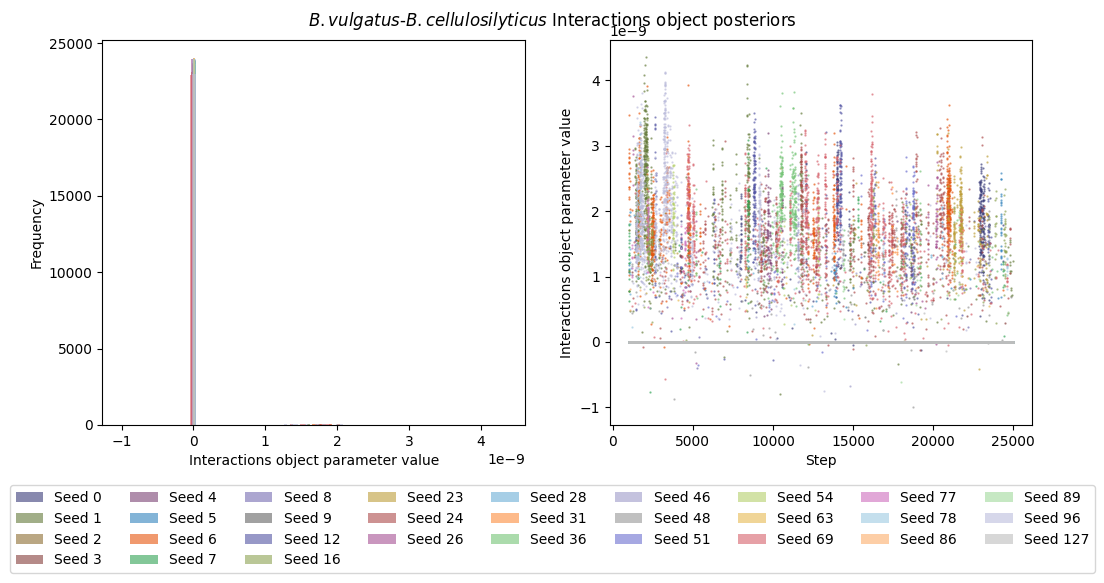 B.vulgatus-B.cellulosilyticus Interactions object posteriors
25000
20000
15000
10000
5000
0
Frequency
−1 0 1 2 3 4
1e−9
Interactions object parameter value
1e−9
4
3
2
1
0
−1
Interactions object parameter value
0 5000 10000 15000 20000 25000
Step
Seed 0 Seed 4 Seed 8 Seed 23 Seed 28 Seed 46 Seed 54 Seed 77 Seed 89
Seed 1 Seed 5 Seed 9 Seed 24 Seed 31 Seed 48 Seed 63 Seed 78 Seed 96
Seed 2 Seed 6 Seed 12 Seed 26 Seed 36 Seed 51 Seed 69 Seed 86 Seed 127
Seed 3 Seed 7 Seed 16